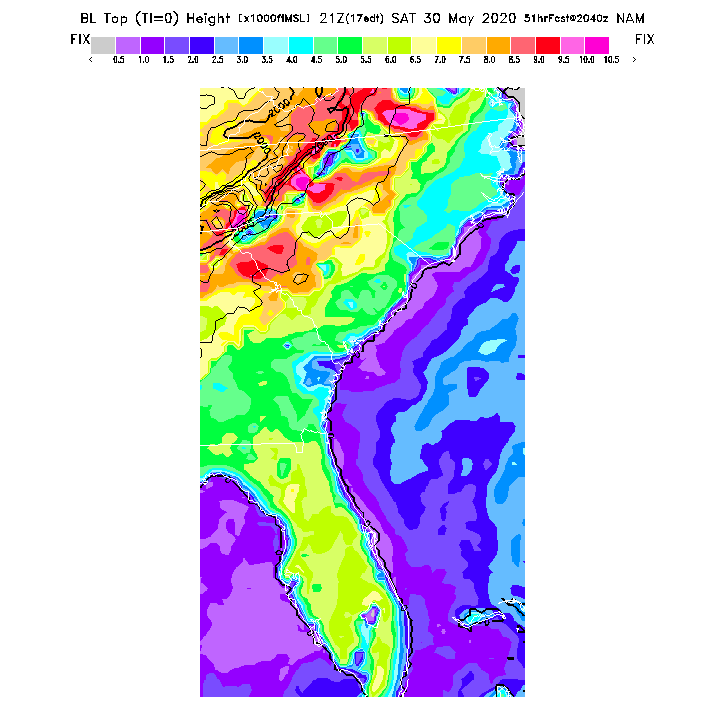 BL Top (TI=0) Height [x1000ftMSL] 21Z(17edt) SAT 30 May 2020 51hrFcst@2040z NAM
FIX FIX
< 0.5 1.0 1.5 2.0 2.5 3.0 3.5 4.0 4.5 5.0 5.5 6.0 6.5 7.0 7.5 8.0 8.5 9.0 9.5 10.0 10.5 >
2000
2000